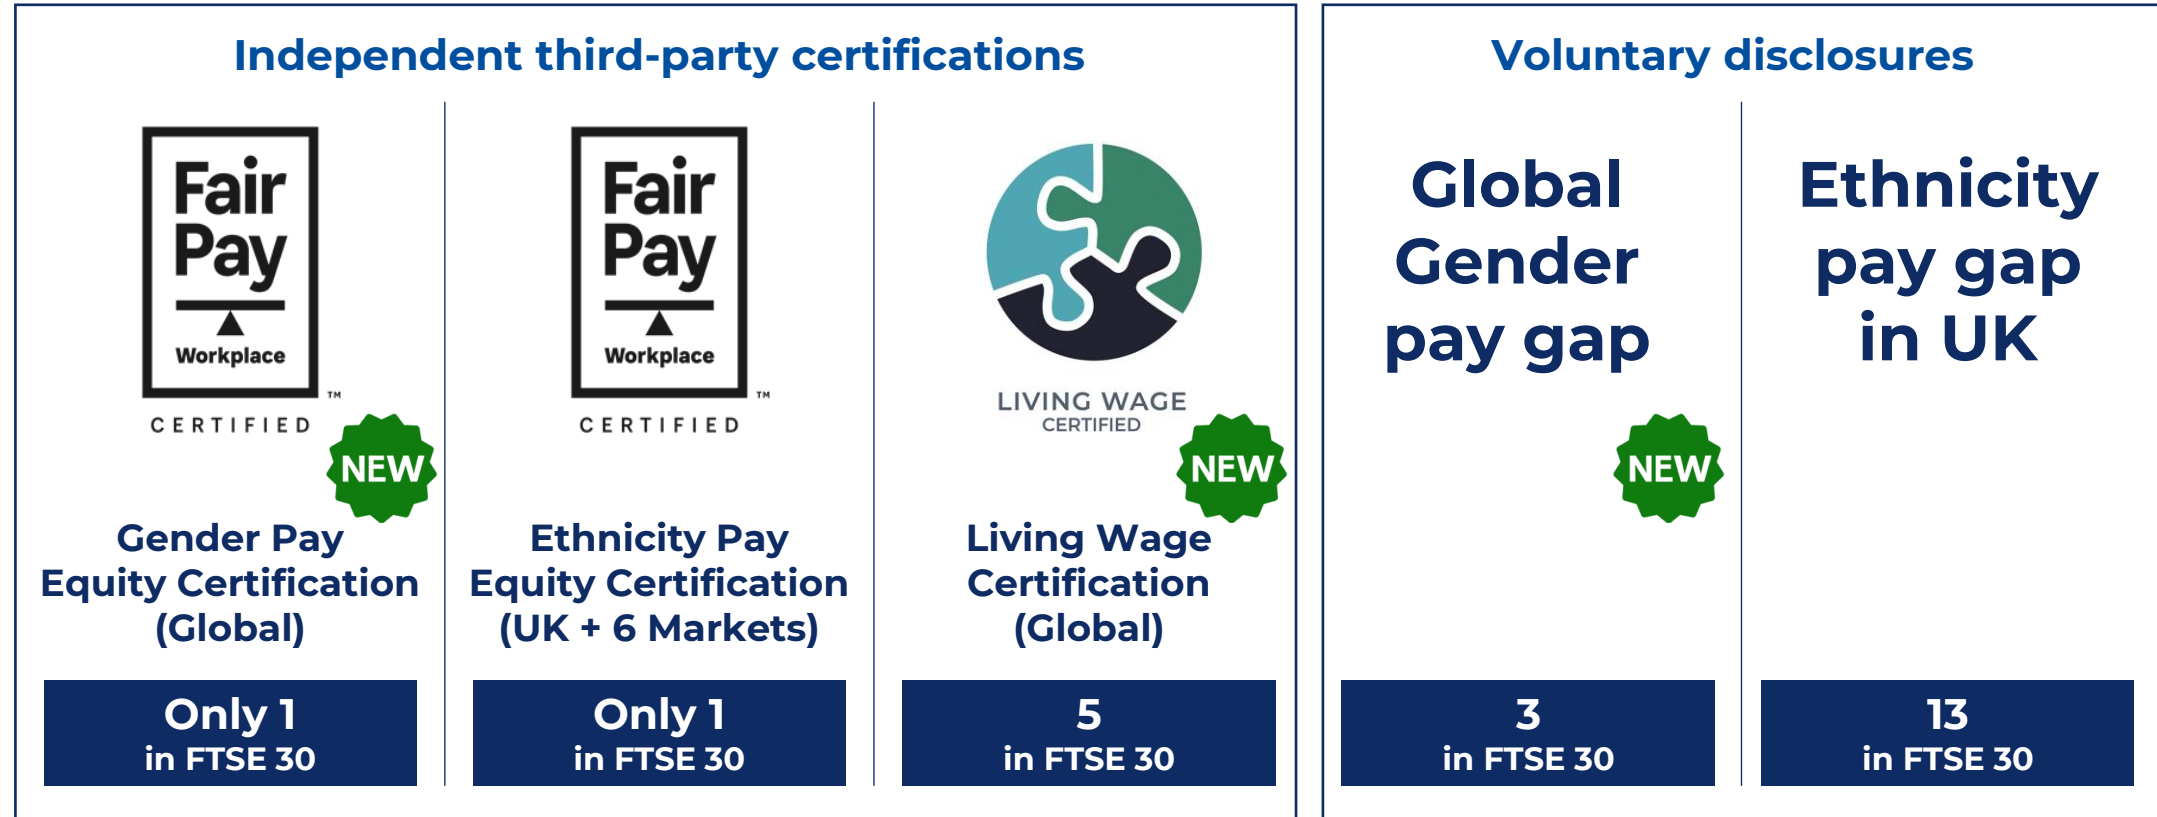 Independent third-party certifications
Fair
Pay
Workplace
TM
CERTIFIED
NEW
Gender Pay
Equity Certification
(Global)
Only 1
in FTSE 30
Fair
Pay
Workplace
TM
CERTIFIED
Ethnicity Pay
Equity Certification
(UK + 6 Markets)
Only 1
in FTSE 30
LIVING WAGE
CERTIFIED
NEW
Living Wage
Certification
(Global)
5
in FTSE 30
Voluntary disclosures
Global
Gender
pay gap
NEW
3
in FTSE 30
Ethnicity
pay gap
in UK
13
in FTSE 30